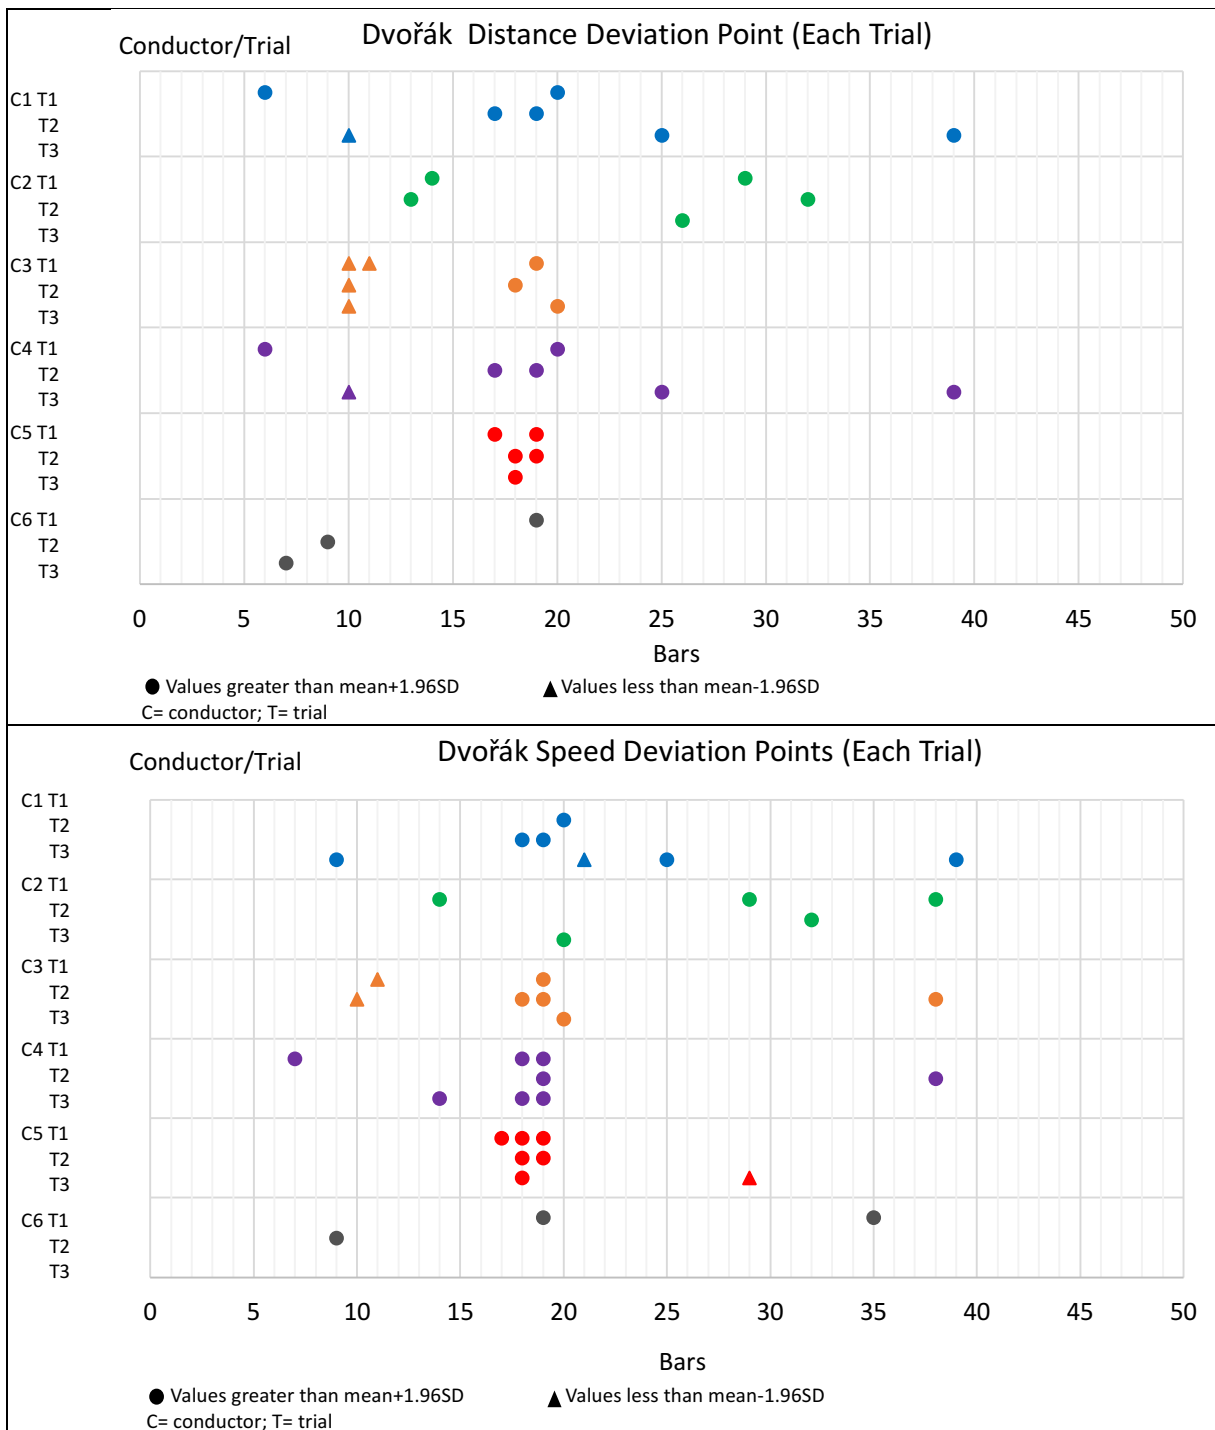 Dvořák Distance Deviation Point (Each Trial)
Conductor/Trial
C1 T1
T2
T3
C2 T1
T2
T3
C3 T1
T2
T3
C4 T1
T2
T3
C5 T1
T2
T3
C6 T1
T2
T3
0 5 10 15 20 25 30 35 40 45 50
Bars
Values greater than mean+1.96SD Values less than mean-1.96SD
C= conductor; T= trial
Dvořák Speed Deviation Points (Each Trial)
Conductor/Trial
C1 T1
T2
T3
C2 T1
T2
T3
C3 T1
T2
T3
C4 T1
T2
T3
C5 T1
T2
T3
C6 T1
T2
T3
0 5 10 15 20 25 30 35 40 45 50
Bars
Values greater than mean+1.96SD Values less than mean-1.96SD
C= conductor; T= trial